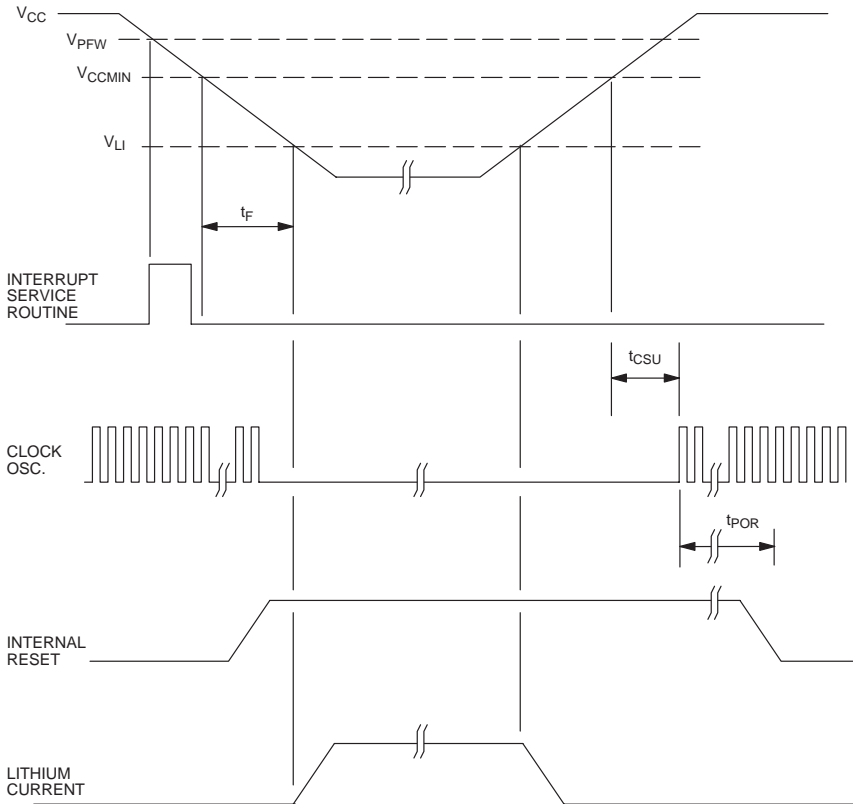 VCC
VPFW
VCCMIN
VLI
tF
INTERRUPT
SERVICE
ROUTINE
tCSU
CLOCK
OSC.
tPOR
INTERNAL
RESET
LITHIUM
CURRENT